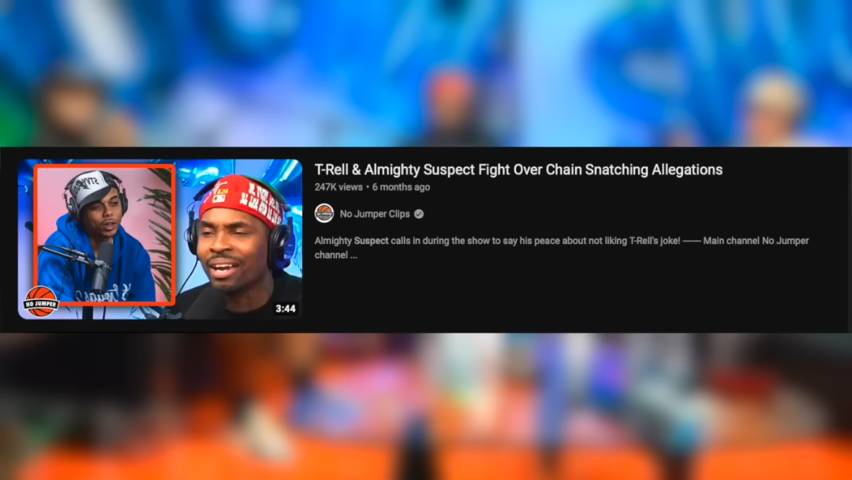 T-Rell & Almighty Suspect Fight Over Chain Snatching Allegations
247K views • 6 months ago
No Jumper Clips
Almighty Suspect calls in during the show to say his peace about not liking T-Rell's joke! —— Main channel No Jumper
channel ...
NO JUMPER
3:44